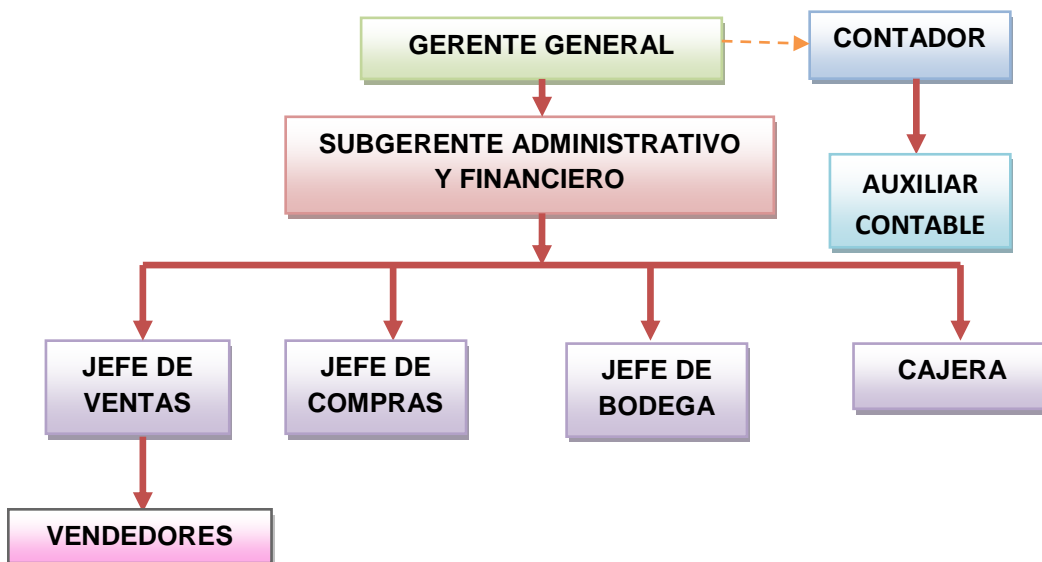 GERENTE GENERAL
CONTADOR
SUBGERENTE ADMINISTRATIVO
Y FINANCIERO
AUXILIAR
CONTABLE
JEFE DE
VENTAS
JEFE DE
COMPRAS
JEFE DE
BODEGA
CAJERA
VENDEDORES